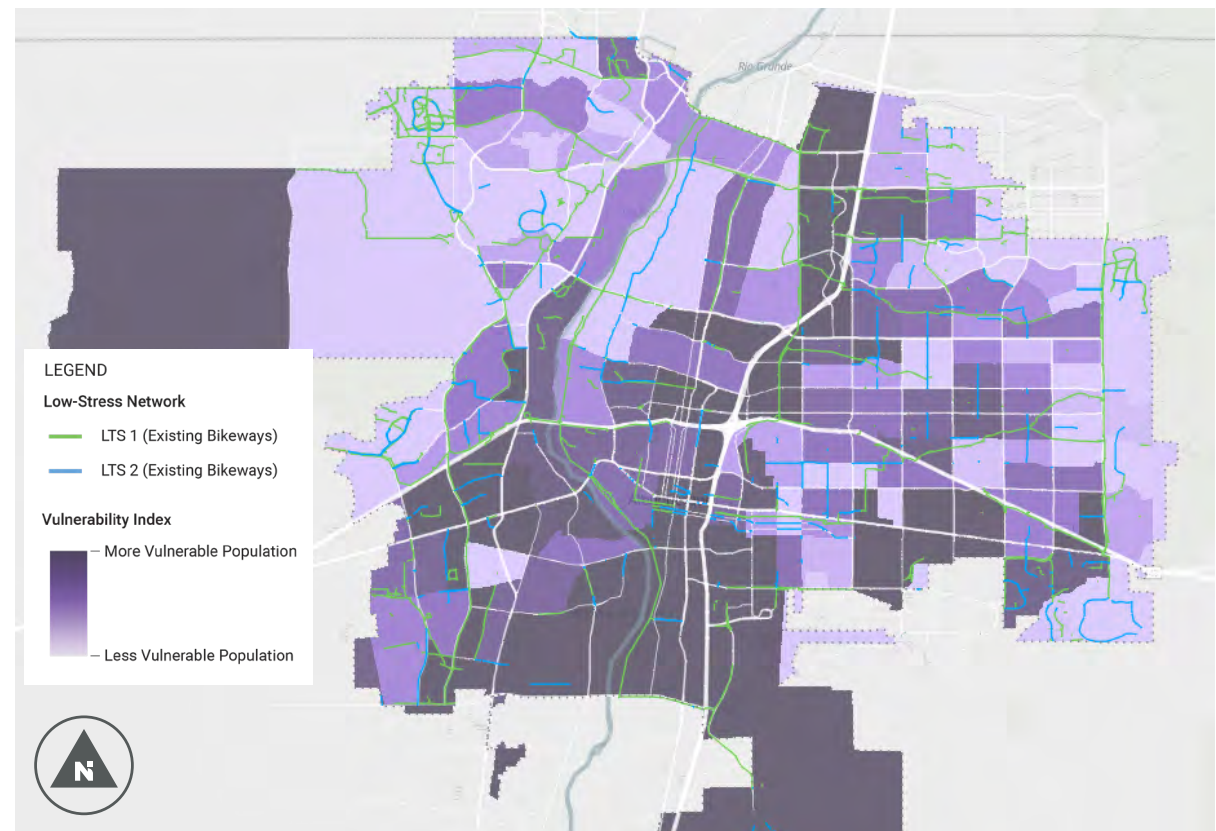 Rio Grande
LEGEND
Low-Stress Network
LTS 1 (Existing Bikeways)
LTS 2 (Existing Bikeways)
Vulnerability Index
More Vulnerable Population
Less Vulnerable Population
N